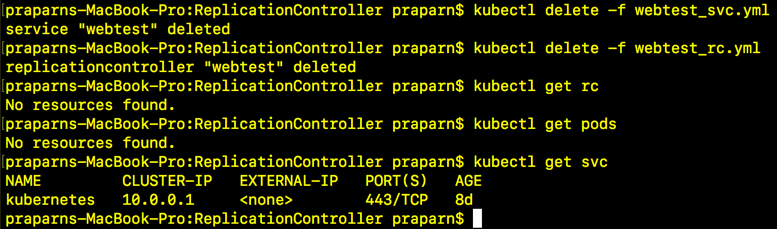 [praparns-MacBook-Pro:ReplicationController praparn$ kubectl delete -f webtest_svc.yml
service "webtest" deleted
[praparns-MacBook-Pro:ReplicationController praparn$ kubectl delete -f webtest_rc.yml
replicationcontroller "webtest" deleted
[praparns-MacBook-Pro:ReplicationController praparn$ kubectl get rc
No resources found.
[praparns-MacBook-Pro:ReplicationController praparn$ kubectl get pods
No resources found.
[praparns-MacBook-Pro:ReplicationController praparn$ kubectl get svc
NAME         CLUSTER-IP   EXTERNAL-IP   PORT(S)   AGE
kubernetes   10.0.0.1     <none>        443/TCP   8d
praparns-MacBook-Pro:ReplicationController praparn$